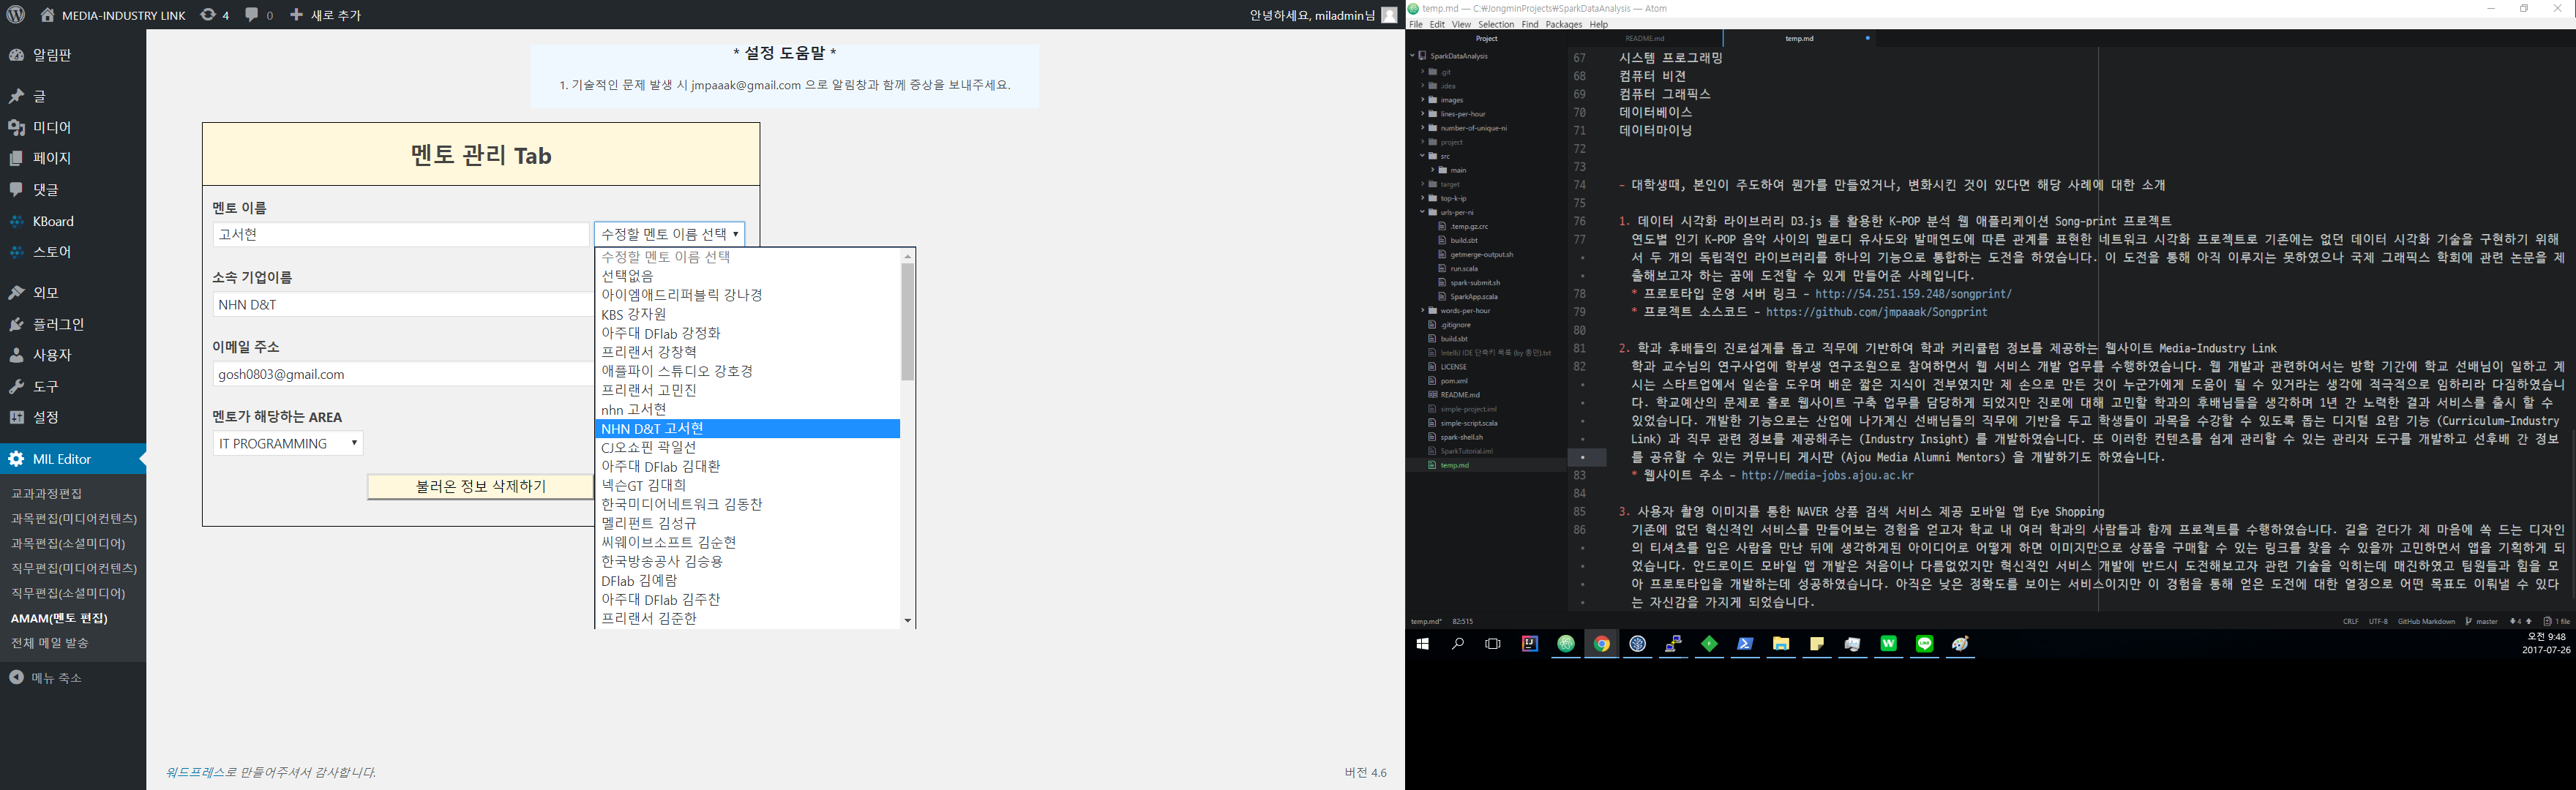 MEDIA-INDUSTRY LINK 4 0 새로 추가
안녕하세요, miladmin님
알림판
글
미디어
페이지
댓글
KBoard
스토어
외모
플러그인
사용자
도구
설정
MIL Editor
교과과정편집
과목편집(미디어컨텐츠)
과목편집(소셜미디어)
직무편집(미디어컨텐츠)
직무편집(소셜미디어)
AMAM(멘토 편집)
전체 메일 발송
메뉴 축소
* 설정 도움말 *
1. 기술적인 문제 발생 시 jmpaaak@gmail.com 으로 알림창과 함께 증상을 보내주세요.
멘토 관리 Tab
멘토 이름
고서현
수정할 멘토 이름 선택
소속 기업이름
NHN D&T
이메일 주소
gosh0803@gmail.com
멘토가 해당하는 AREA
IT PROGRAMMING
불러온 정보 삭제하기
수정할 멘토 이름 선택
선택없음
아이엠애드리퍼블릭 강나경
KBS 강자원
아주대 DFlab 강정화
프리랜서 강창혁
애플파이 스튜디오 강호경
프리랜서 고민진
nhn 고서현
NHN D&T 고서현
CJ오쇼핀 곽일선
아주대 DFlab 김대환
넥슨GT 김대희
한국미디어네트워크 김동찬
멜리펀트 김성규
씨웨이브소프트 김순현
한국방송공사 김승용
DFlab 김예람
아주대 DFlab 김주찬
프리랜서 김준한
워드프레스로 만들어주셔서 감사합니다.
버전 4.6
temp.md — C:₩JongminProjects₩SparkDataAnalysis — Atom
File Edit View Selection Find Packages Help
Project
README.md
temp.md
SparkDataAnalysis
.git
.idea
images
lines-per-hour
number-of-unique-ni
project
src
main
target
top-k-ip
urls-per-ni
.temp.gz.crc
build.sbt
getmerge-output.sh
run.scala
spark-submit.sh
SparkApp.scala
words-per-hour
.gitignore
build.sbt
IntelliJ IDE 단축키 목록 (by 종민).txt
LICENSE
pom.xml
README.md
simple-project.iml
simple-script.scala
spark-shell.sh
SparkTutorial.iml
temp.md
67 시스템 프로그래밍
68 컴퓨터 비젼
69 컴퓨터 그래픽스
70 데이터베이스
71 데이터마이닝
72
73
74 - 대학생때, 본인이 주도하여 뭔가를 만들었거나, 변화시킨 것이 있다면 해당 사례에 대한 소개
75
76 1. 데이터 시각화 라이브러리 D3.js 를 활용한 K-POP 분석 웹 애플리케이션 Song-print 프로젝트
77 연도별 인기 K-POP 음악 사이의 멜로디 유사도와 발매연도에 따른 관계를 표현한 네트워크 시각화 프로젝트로 기존에는 없던 데이터 시각화 기술을 구현하기 위해
서 두 개의 독립적인 라이브러리를 하나의 기능으로 통합하는 도전을 하였습니다. 이 도전을 통해 아직 이루지는 못하였으나 국제 그래픽스 학회에 관련 논문을 제
출해보고자 하는 꿈에 도전할 수 있게 만들어준 사례입니다.
78 * 프로토타입 운영 서버 링크 - http://54.251.159.248/songprint/
79 * 프로젝트 소스코드 - https://github.com/jmpaaak/Songprint
80
81 2. 학과 후배들의 진로설계를 돕고 직무에 기반하여 학과 커리큘럼 정보를 제공하는 웹사이트 Media-Industry Link
82 학과 교수님의 연구사업에 학부생 연구조원으로 참여하면서 웹 서비스 개발 업무를 수행하였습니다. 웹 개발과 관련하여서는 방학 기간에 학교 선배님이 일하고 계
시는 스타트업에서 일손을 도우며 배운 짧은 지식이 전부였지만 제 손으로 만든 것이 누군가에게 도움이 될 수 있거라는 생각에 적극적으로 임하리라 다짐하였습니
다. 학교예산의 문제로 홀로 웹사이트 구축 업무를 담당하게 되었지만 진로에 대해 고민할 학과의 후배님들을 생각하며 1년 간 노력한 결과 서비스를 출시 할 수
있었습니다. 개발한 기능으로는 산업에 나가계신 선배님들의 직무에 기반을 두고 학생들이 과목을 수강할 수 있도록 돕는 디지털 요람 기능 (Curriculum-Industry
Link) 과 직무 관련 정보를 제공해주는 (Industry Insight) 를 개발하였습니다. 또 이러한 컨텐츠를 쉽게 관리할 수 있는 관리자 도구를 개발하고 선후배 간 정보
를 공유할 수 있는 커뮤니티 게시판 (Ajou Media Alumni Mentors) 을 개발하기도 하였습니다.
83 * 웹사이트 주소 - http://media-jobs.ajou.ac.kr
84
85 3. 사용자 촬영 이미지를 통한 NAVER 상품 검색 서비스 제공 모바일 앱 Eye Shopping
86 기존에 없던 혁신적인 서비스를 만들어보는 경험을 얻고자 학교 내 여러 학과의 사람들과 함께 프로젝트를 수행하였습니다. 길을 걷다가 제 마음에 쏙 드는 디자인
의 티셔츠를 입은 사람을 만난 뒤에 생각하게된 아이디어로 어떻게 하면 이미지만으로 상품을 구매할 수 있는 링크를 찾을 수 있을까 고민하면서 앱을 기획하게 되
었습니다. 안드로이드 모바일 앱 개발은 처음이나 다름없었지만 혁신적인 서비스 개발에 반드시 도전해보고자 관련 기술을 익히는데 매진하였고 팀원들과 힘을 모
아 프로토타입을 개발하는데 성공하였습니다. 아직은 낮은 정확도를 보이는 서비스이지만 이 경험을 통해 얻은 도전에 대한 열정으로 어떤 목표도 이뤄낼 수 있다
는 자신감을 가지게 되었습니다.
temp.md* 82:515
CRLF UTF-8 GitHub Markdown master 4 1 file
오전 9:48
2017-07-26